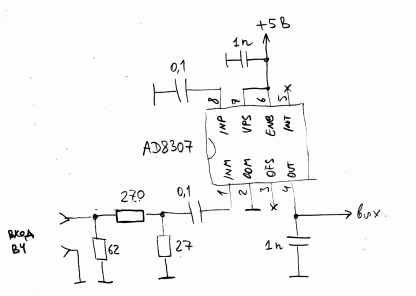 +5 В
1n
0,1
8 7 6 5 x
INP VPS ENB INT
AD8307
INM COM OFS OUT
1 2 3 4
x
270
0,1
вых.
ВХОД
ВЧ
62
27
1n